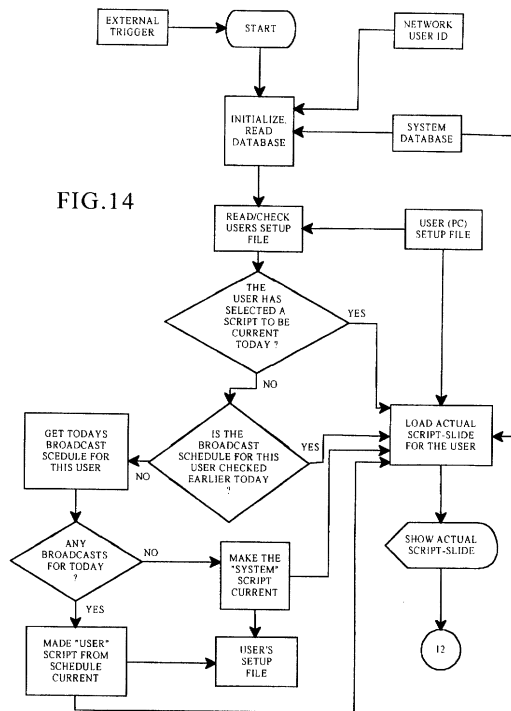 EXTERNAL
TRIGGER
START
NETWORK
USER ID
INITIALIZE,
READ
DATABASE
SYSTEM
DATABASE
FIG.14
READ/CHECK
USERS SETUP
FILE
USER (PC)
SETUP FILE
THE
USER HAS
SELECTED A
SCRIPT TO BE
CURRENT
TODAY ?
YES
NO
GET TODAYS
BROADCAST
SCEDULE FOR
THIS USER
NO
IS THE
BROADCAST
SCHEDULE FOR THIS
USER CHECKED
EARLIER TODAY
?
YES
LOAD ACTUAL
SCRIPT-SLIDE
FOR THE USER
ANY
BROADCASTS
FOR TODAY
?
NO
YES
MAKE THE
"SYSTEM"
SCRIPT
CURRENT
SHOW ACTUAL
SCRIPT-SLIDE
MADE "USER"
SCRIPT FROM
SCHEDULE
CURRENT
USER'S
SETUP
FILE
12